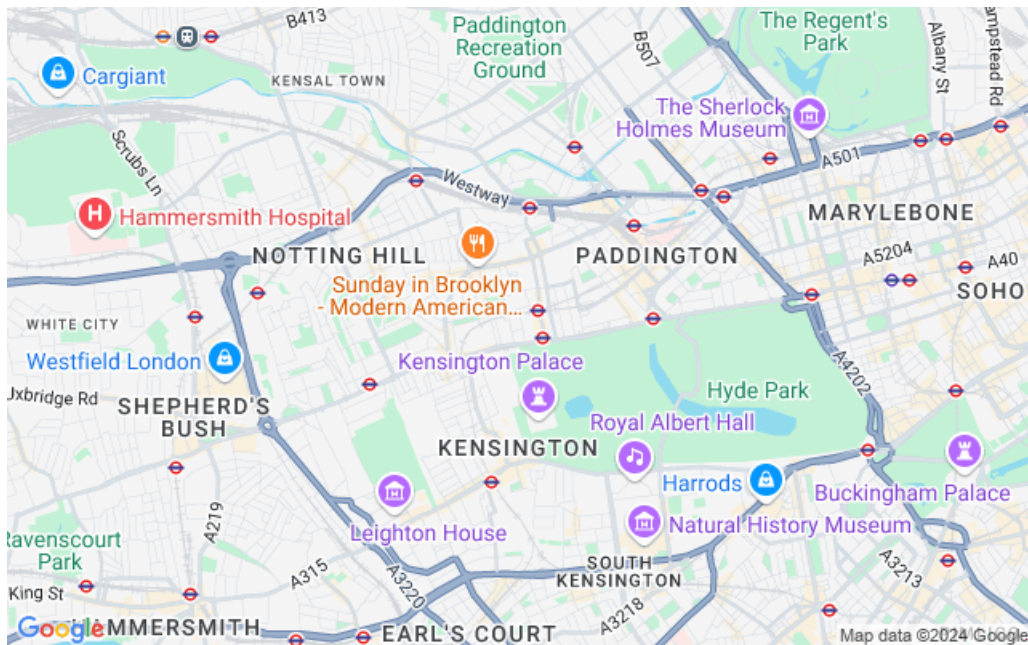 B413
Paddington
Recreation
Ground
B507
The Regent's
Park
Albany St
ampstead Rd
Cargiant
KENSAL TOWN
The Sherlock
Holmes Museum
Scrubs Ln
A501
Westway
Hammersmith Hospital
MARYLEBONE
NOTTING HILL
PADDINGTON
A5204
A40
Sunday in Brooklyn
- Modern American...
SOHO
WHITE CITY
Westfield London
Kensington Palace
A4202
Uxbridge Rd
Hyde Park
SHEPHERD'S
BUSH
Royal Albert Hall
KENSINGTON
Harrods
Buckingham Palace
A219
Leighton House
Natural History Museum
Ravenscourt
Park
SOUTH
KENSINGTON
A315
A3220
A3213
King St
A3218
Google
HAMMERSMITH
EARL'S COURT
Map data ©2024 Google